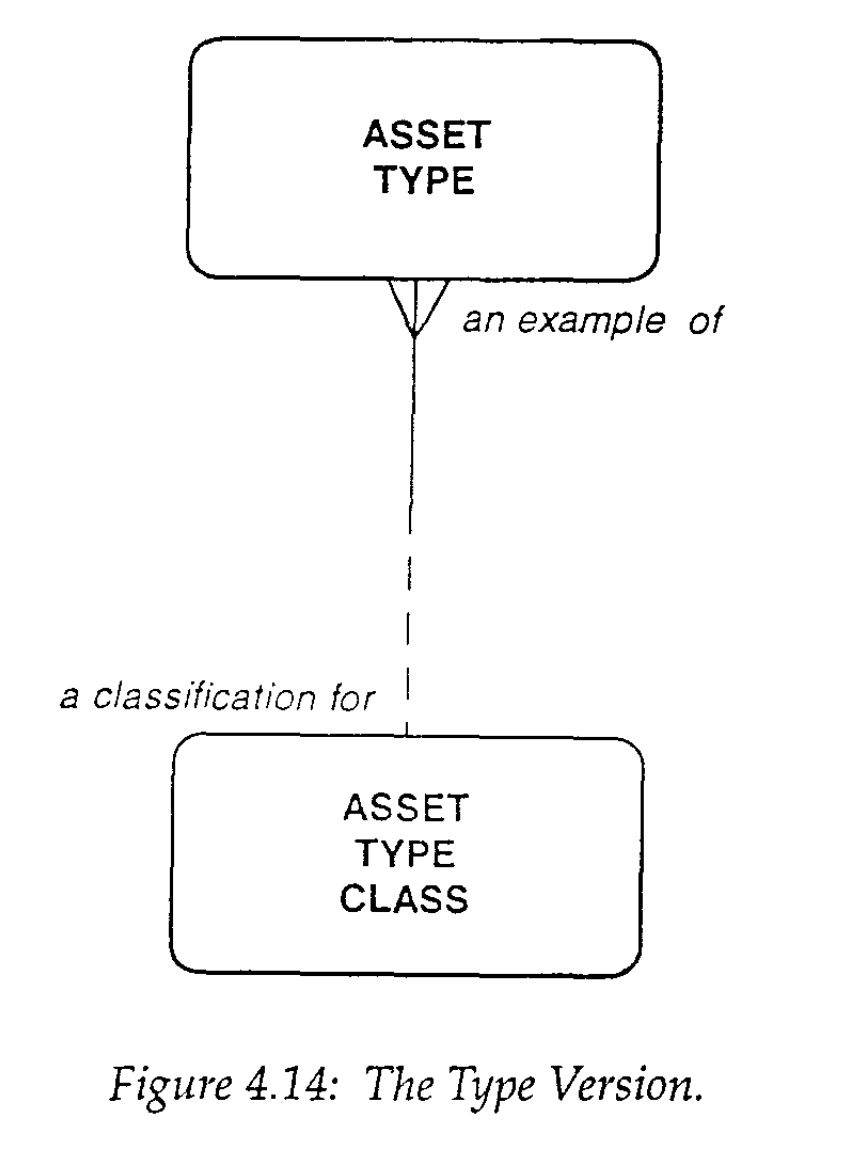 ASSET
TYPE
an example of
a classification for
ASSET
TYPE
CLASS
Figure 4.14: The Type Version.